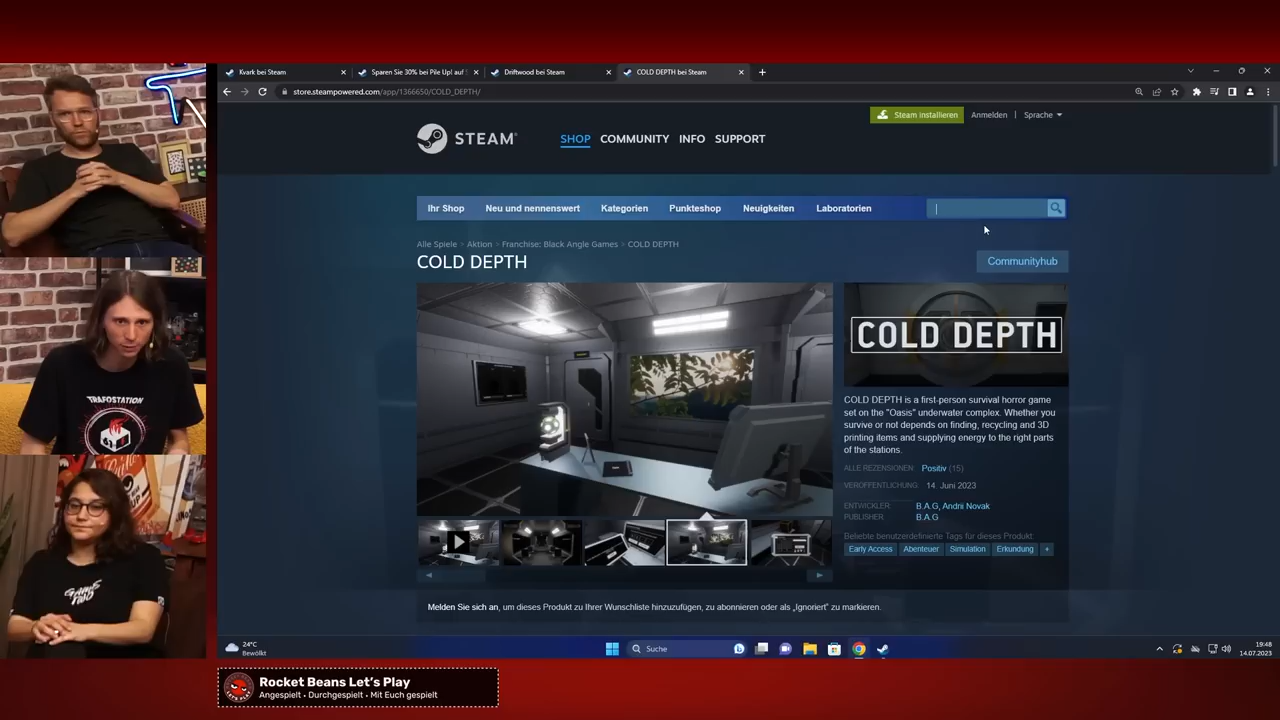 Kvark bei Steam
Sparen Sie 30% bei Pile Up! auf
Driftwood bei Steam
COLD DEPTH bei Steam
store.steampowered.com/app/1366650/COLD_DEPTH/
Steam installieren
Anmelden | Sprache
STEAM
SHOP COMMUNITY INFO SUPPORT
Ihr Shop Neu und nennenswert Kategorien Punkteshop Neuigkeiten Laboratorien
Alle Spiele > Aktion > Franchise: Black Angle Games > COLD DEPTH
COLD DEPTH
Communityhub
COLD DEPTH
COLD DEPTH is a first-person survival horror game
set on the "Oasis" underwater complex. Whether you
survive or not depends on finding, recycling and 3D
printing items and supplying energy to the right parts
of the stations.
ALLE REZENSIONEN: Positiv (15)
VERÖFFENTLICHUNG: 14. Juni 2023
ENTWICKLER: B.A.G, Andrii Novak
PUBLISHER: B.A.G
Beliebte benutzerdefinierte Tags für dieses Produkt:
Early Access Abenteuer Simulation Erkundung +
Melden Sie sich an, um dieses Produkt zu Ihrer Wunschliste hinzuzufügen, zu abonnieren oder als „Ignoriert" zu markieren.
TRAFOSTATION
24°C
Bewölkt
Suche
19:48
14.07.2023
LET'S PLAY
Rocket Beans Let's Play
Angespielt • Durchgespielt • Mit Euch gespielt